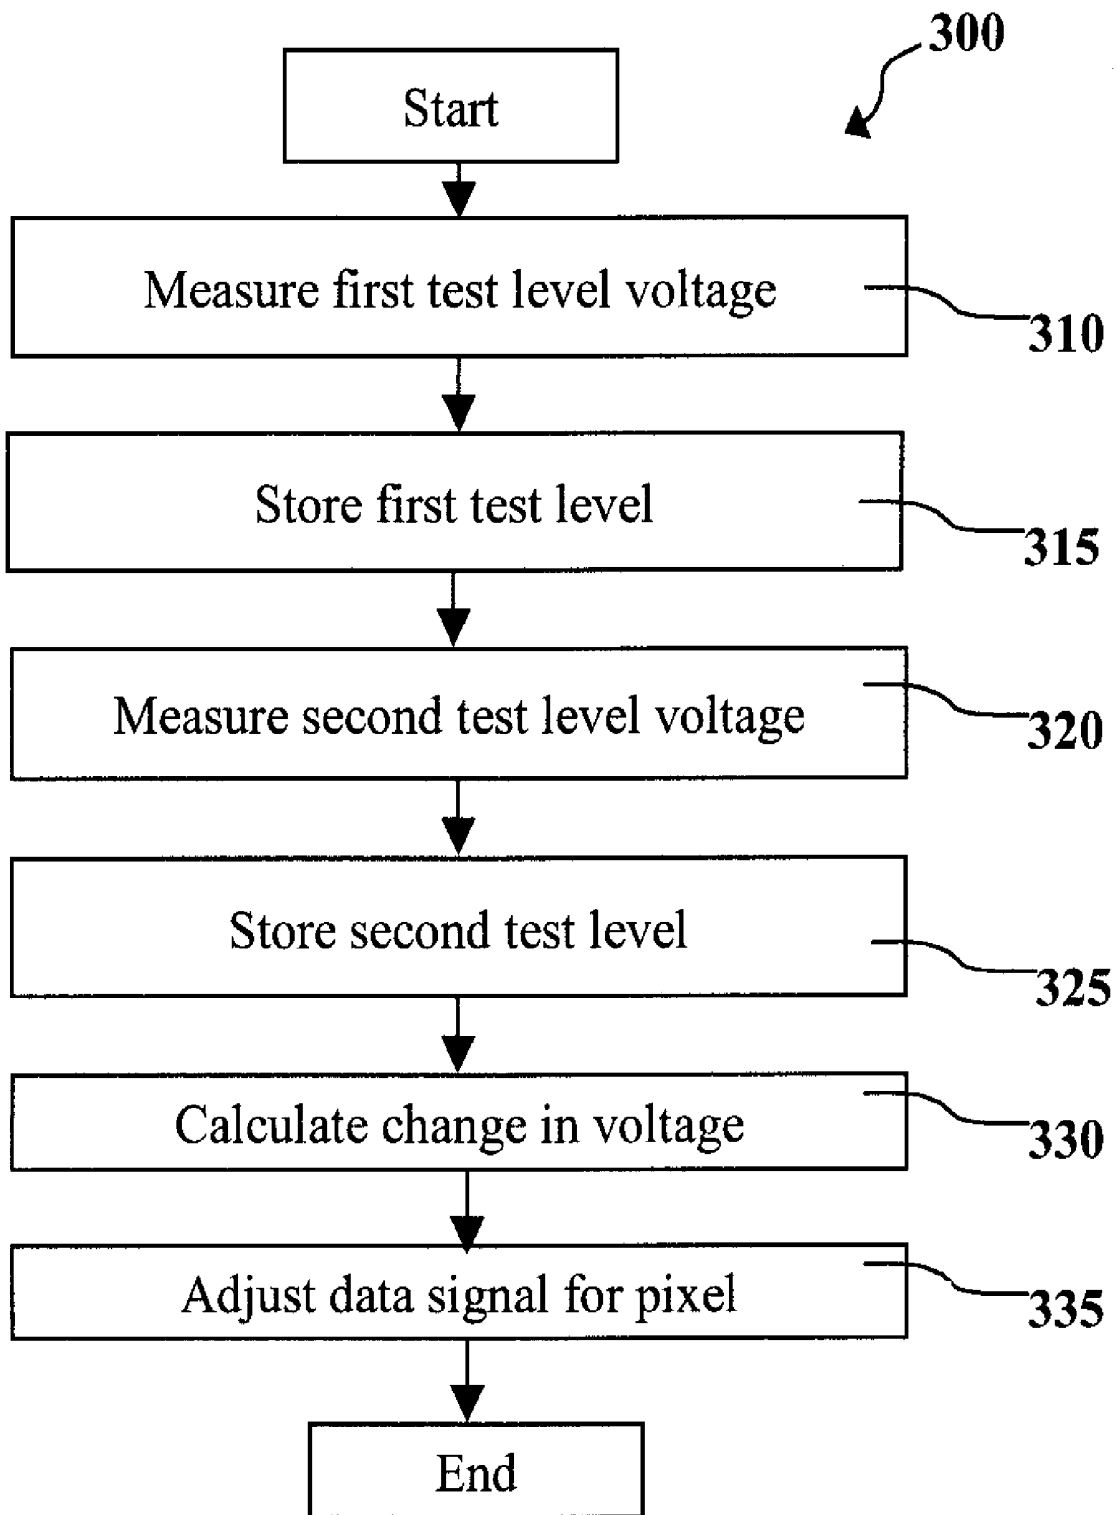 300
Start
Measure first test level voltage
310
Store first test level
315
Measure second test level voltage
320
Store second test level
325
Calculate change in voltage
330
Adjust data signal for pixel
335
End